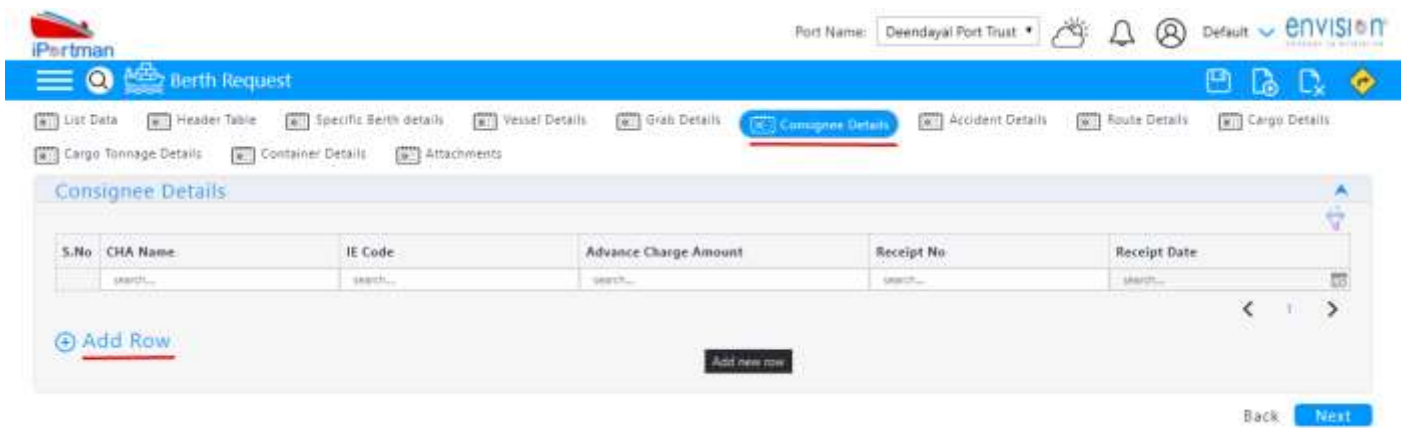 iPortman
Port Name: Deendayal Port Trust Default envision
Berth Request
List Data Header Table Specific Berth details Vessel Details Grab Details Consignee Details Accident Details Route Details Cargo Details
Cargo Tonnage Details Container Details Attachments
Consignee Details
S.No CHA Name IE Code Advance Charge Amount Receipt No Receipt Date
search... search... search... search... search...
1
Add Row
Add new row
Back Next